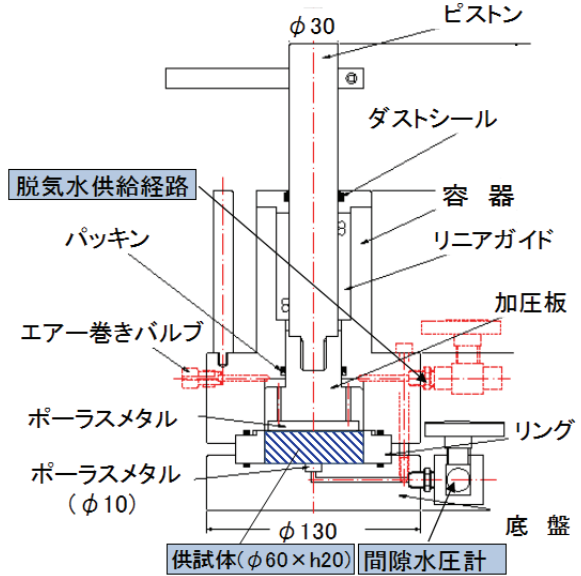 φ30
ピストン
ダストシール
脱気水供給経路
容 器
パッキン
リニアガイド
エアー巻きバルブ
加圧板
ポーラスメタル
リング
ポーラスメタル
(φ10)
φ130
底 盤
供試体(φ60×h20)
間隙水圧計